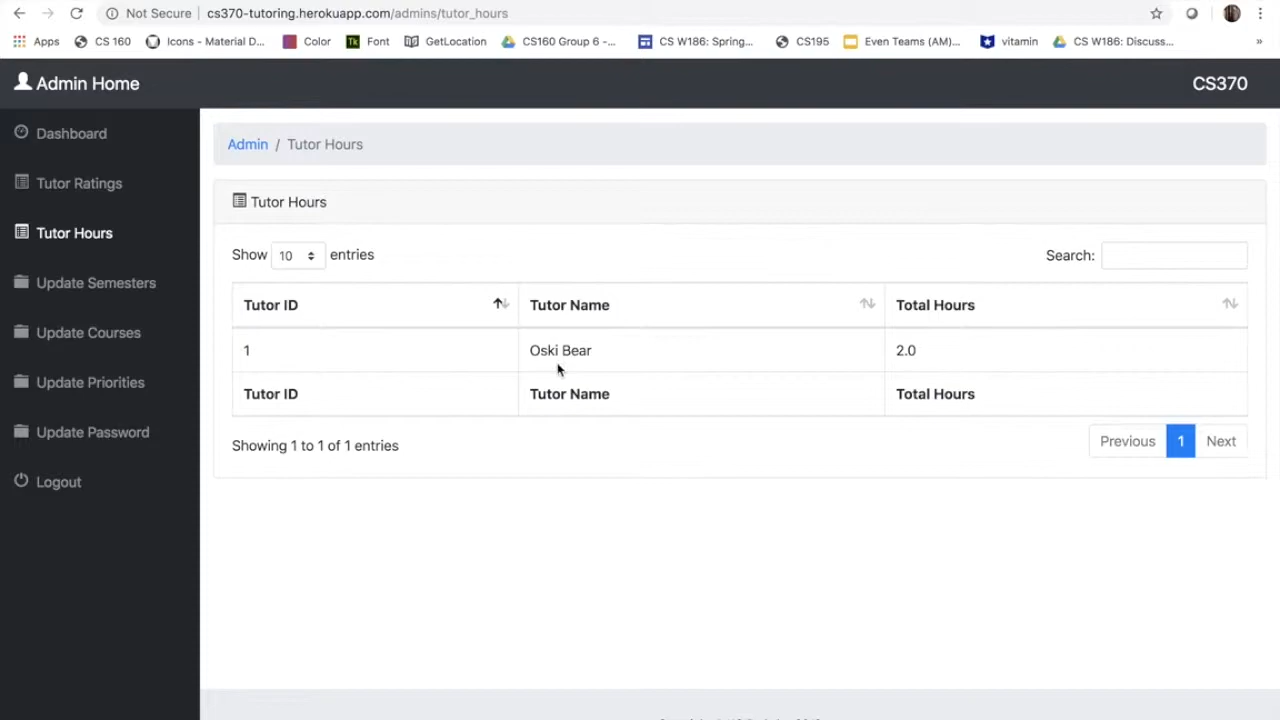 Not Secure | cs370-tutoring.herokuapp.com/admins/tutor_hours
Apps CS 160 Icons - Material D... Color Tk Font GetLocation CS160 Group 6 -... CS W186: Spring... CS195 Even Teams (AM)... vitamin CS W186: Discuss... »
Admin Home CS370
Dashboard
Tutor Ratings
Tutor Hours
Update Semesters
Update Courses
Update Priorities
Update Password
Logout
Admin / Tutor Hours
Tutor Hours
Show 10 entries Search:
Tutor ID Tutor Name Total Hours
1 Oski Bear 2.0
Tutor ID Tutor Name Total Hours
Showing 1 to 1 of 1 entries Previous 1 Next